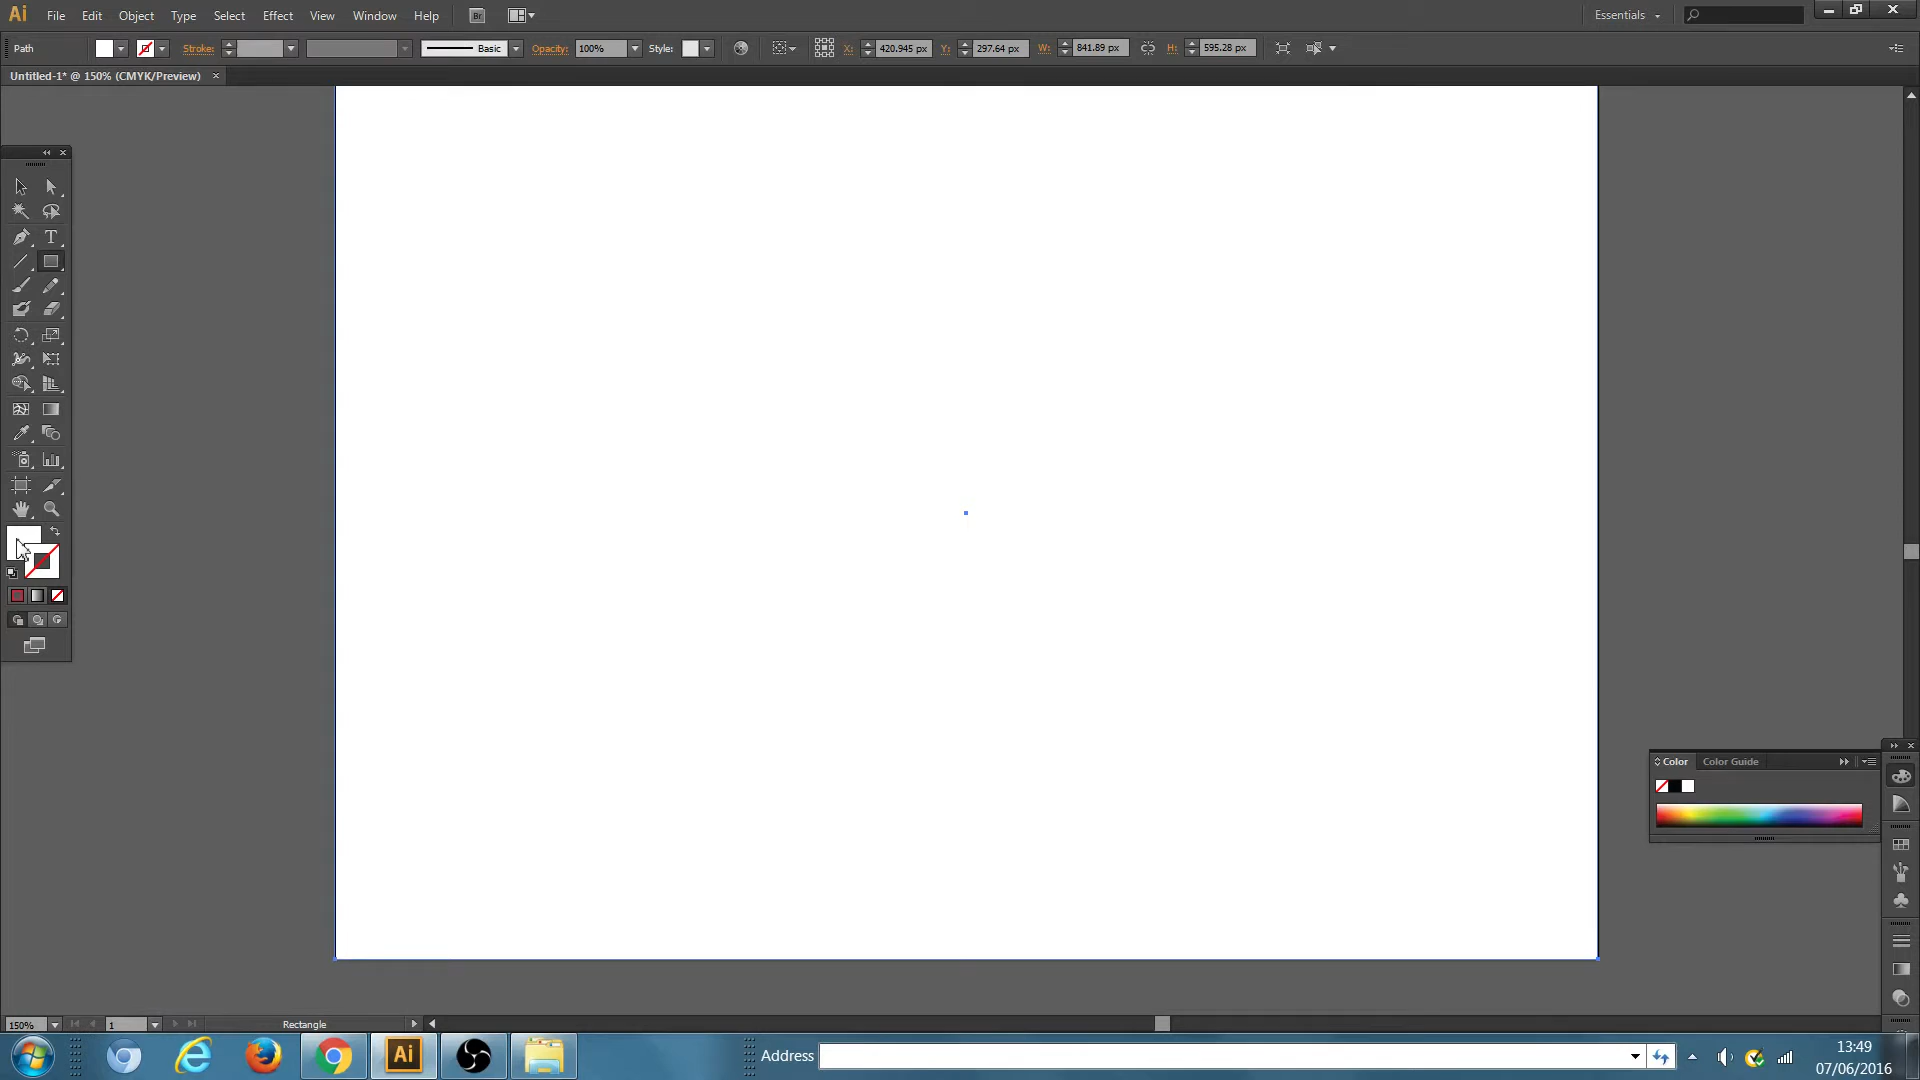 Ai File Edit Object Type Select Effect View Window Help Br Essentials
Path Stroke: Basic Opacity: 100% Style: X: 420.945 px Y: 297.64 px W: 841.89 px H: 595.28 px
Untitled-1* @ 150% (CMYK/Preview)
T
Color Color Guide
150% 1 Rectangle
Ai Address 13:49
07/06/2016